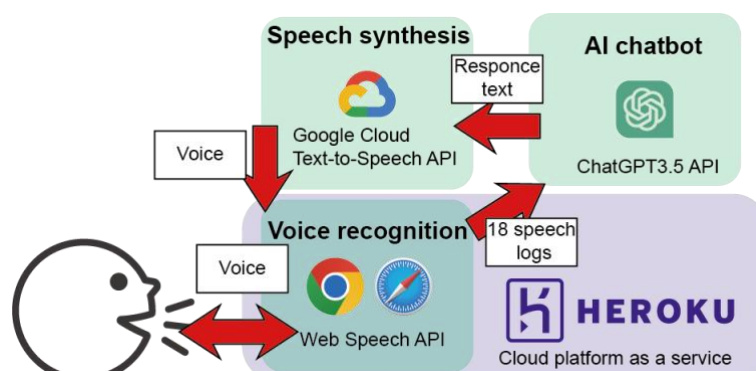 Speech synthesis
AI chatbot
Responce
text
Google Cloud
Text-to-Speech API
Voice
ChatGPT3.5 API
Voice recognition
18 speech
logs
Voice
Web Speech API
HEROKU
Cloud platform as a service